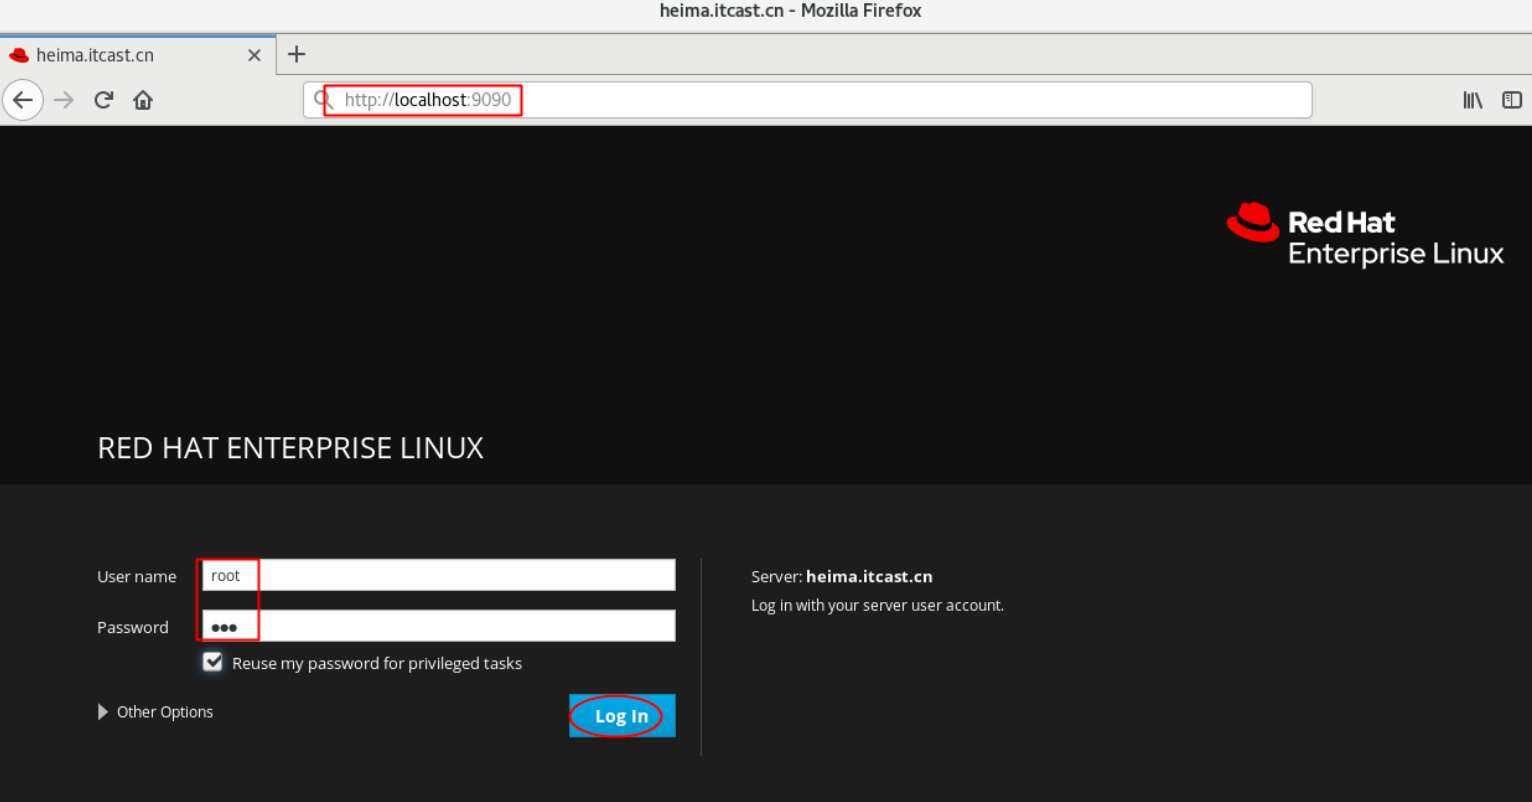 heima.itcast.cn - Mozilla Firefox
heima.itcast.cn
http://localhost:9090
Red Hat
Enterprise Linux
RED HAT ENTERPRISE LINUX
User name root
Password •••
Reuse my password for privileged tasks
Other Options
Log In
Server: heima.itcast.cn
Log in with your server user account.